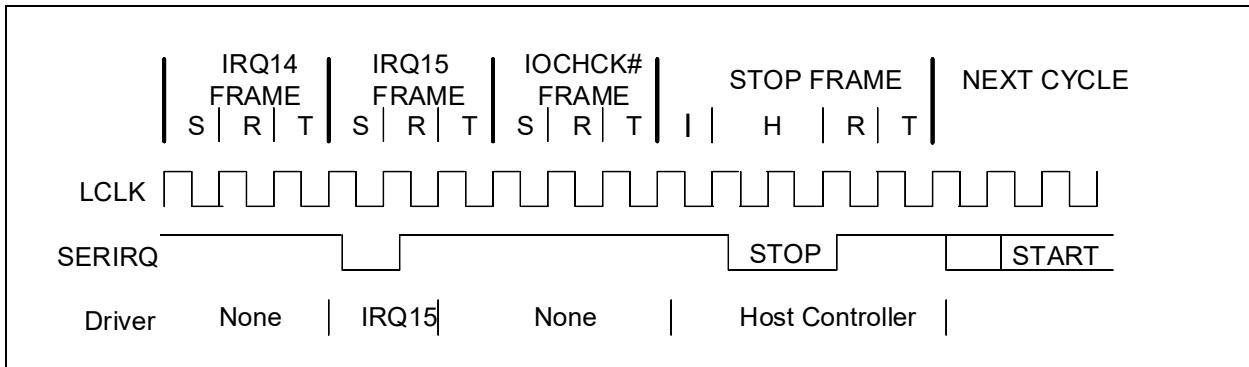 IRQ14 IRQ15 IOCHCK#
FRAME FRAME FRAME STOP FRAME NEXT CYCLE
S R T S R T S R T I H R T
LCLK
SERIRQ STOP START
Driver None IRQ15 None Host Controller